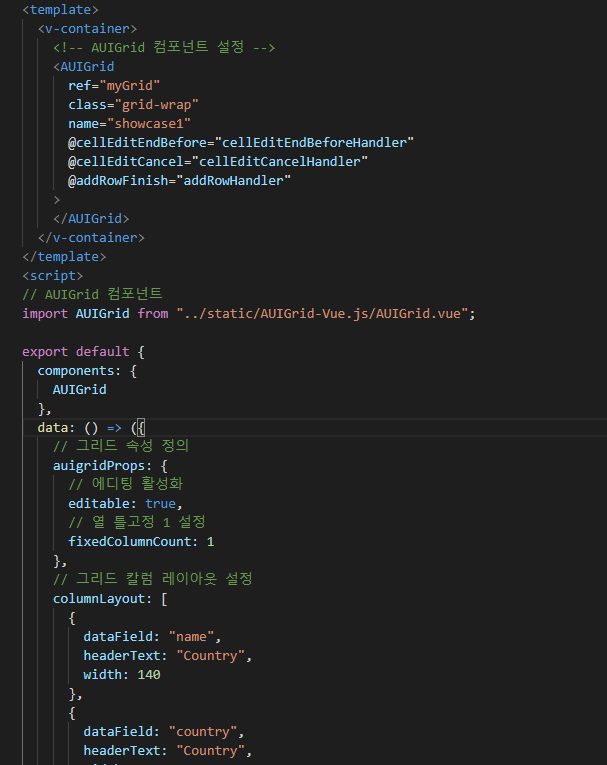 <template>
<v-container>
<!-- AUIGrid 컴포넌트 설정 -->
<AUIGrid
ref="myGrid"
class="grid-wrap"
name="showcase1"
@cellEditEndBefore="cellEditEndBeforeHandler"
@cellEditCancel="cellEditCancelHandler"
@addRowFinish="addRowHandler"
>
</AUIGrid>
</v-container>
</template>
<script>
// AUIGrid 컴포넌트
import AUIGrid from "../static/AUIGrid-Vue.js/AUIGrid.vue";
export default {
components: {
AUIGrid
},
data: () => ({
// 그리드 속성 정의
auigridProps: {
// 에디팅 활성화
editable: true,
// 열 틀고정 1 설정
fixedColumnCount: 1
},
// 그리드 칼럼 레이아웃 설정
columnLayout: [
{
dataField: "name",
headerText: "Country",
width: 140
},
{
dataField: "country",
headerText: "Country",